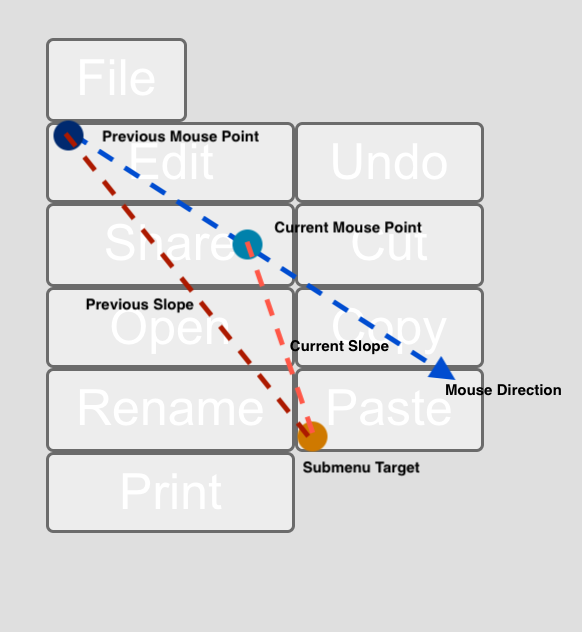 File
Previous Mouse Point
Edit
Undo
Current Mouse Point
Share
Cut
Previous Slope
Open
Copy
Current Slope
Mouse Direction
Rename
Paste
Submenu Target
Print